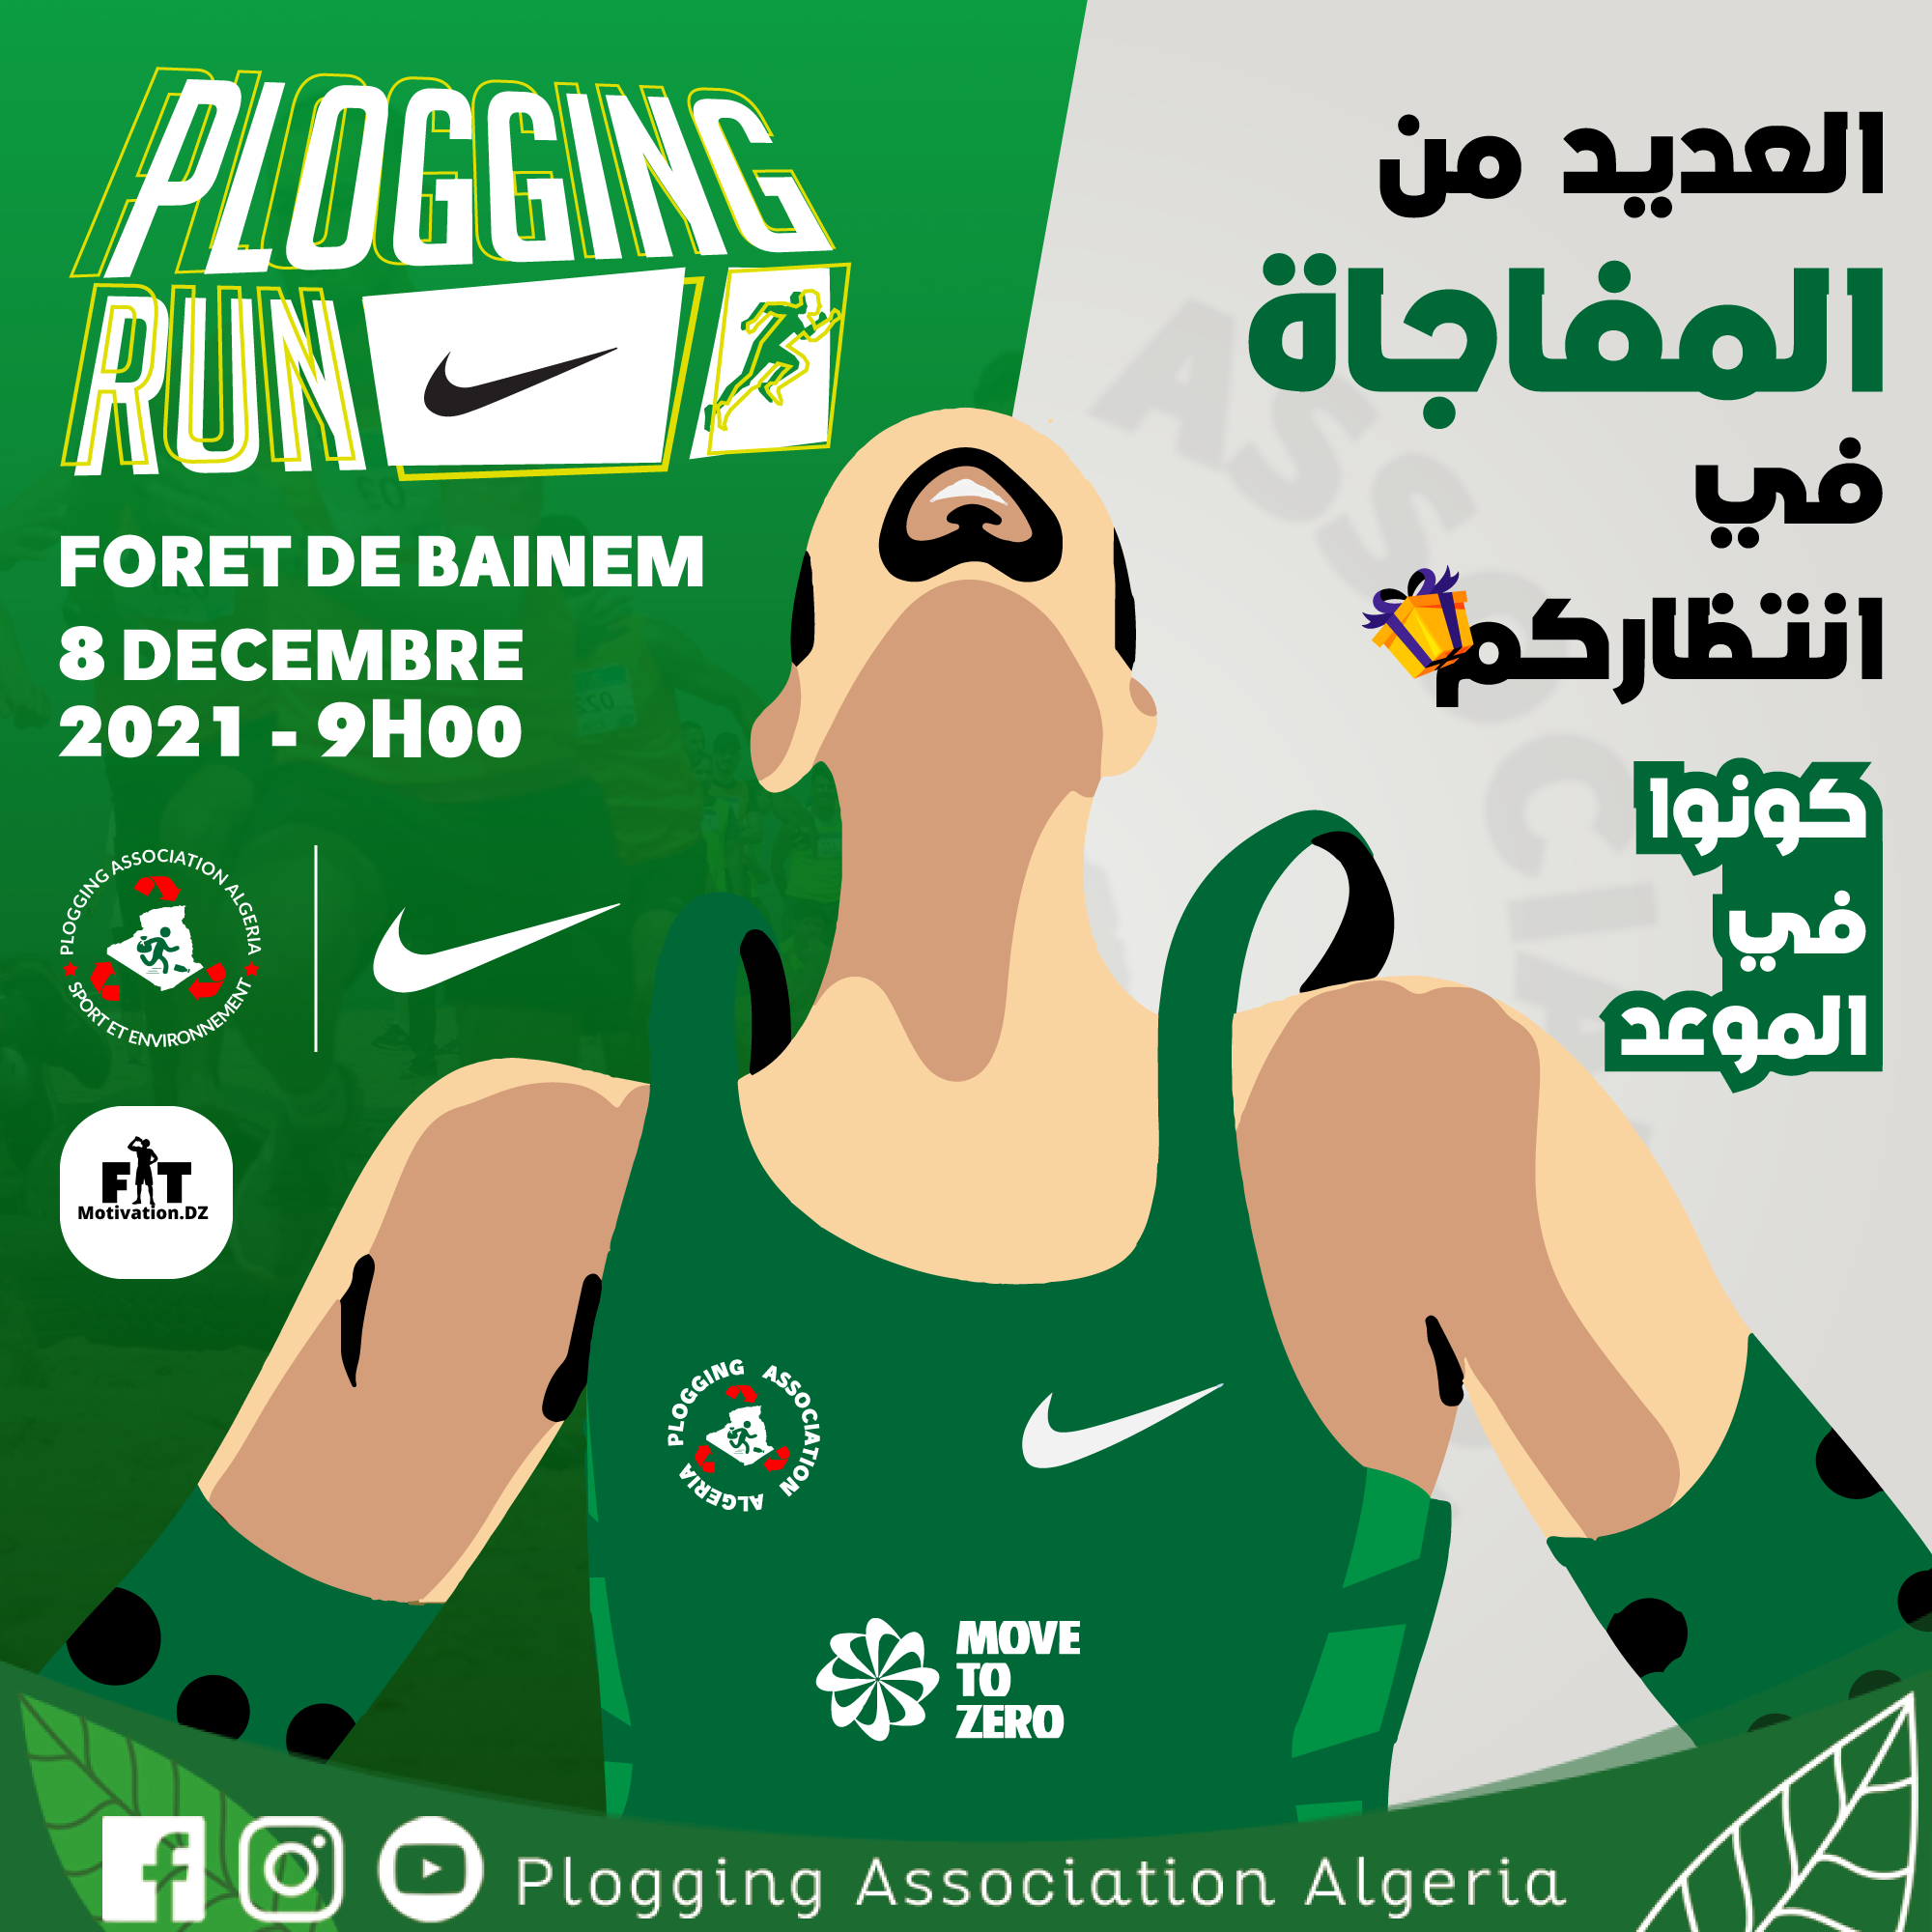 PLOGGING
RUN
FORET DE BAINEM
8 DECEMBRE
2021 - 9H00
PLOGGING ASSOCIATION ALGERIA
SPORT ET ENVIRONNEMENT
FIT
Motivation.DZ
العديد من
المفاجاة
في
انتظاركم
كونوا
في
الموعد
PLOGGING ASSOCIATION ALGERIA
MOVE
TO
ZERO
Plogging Association Algeria